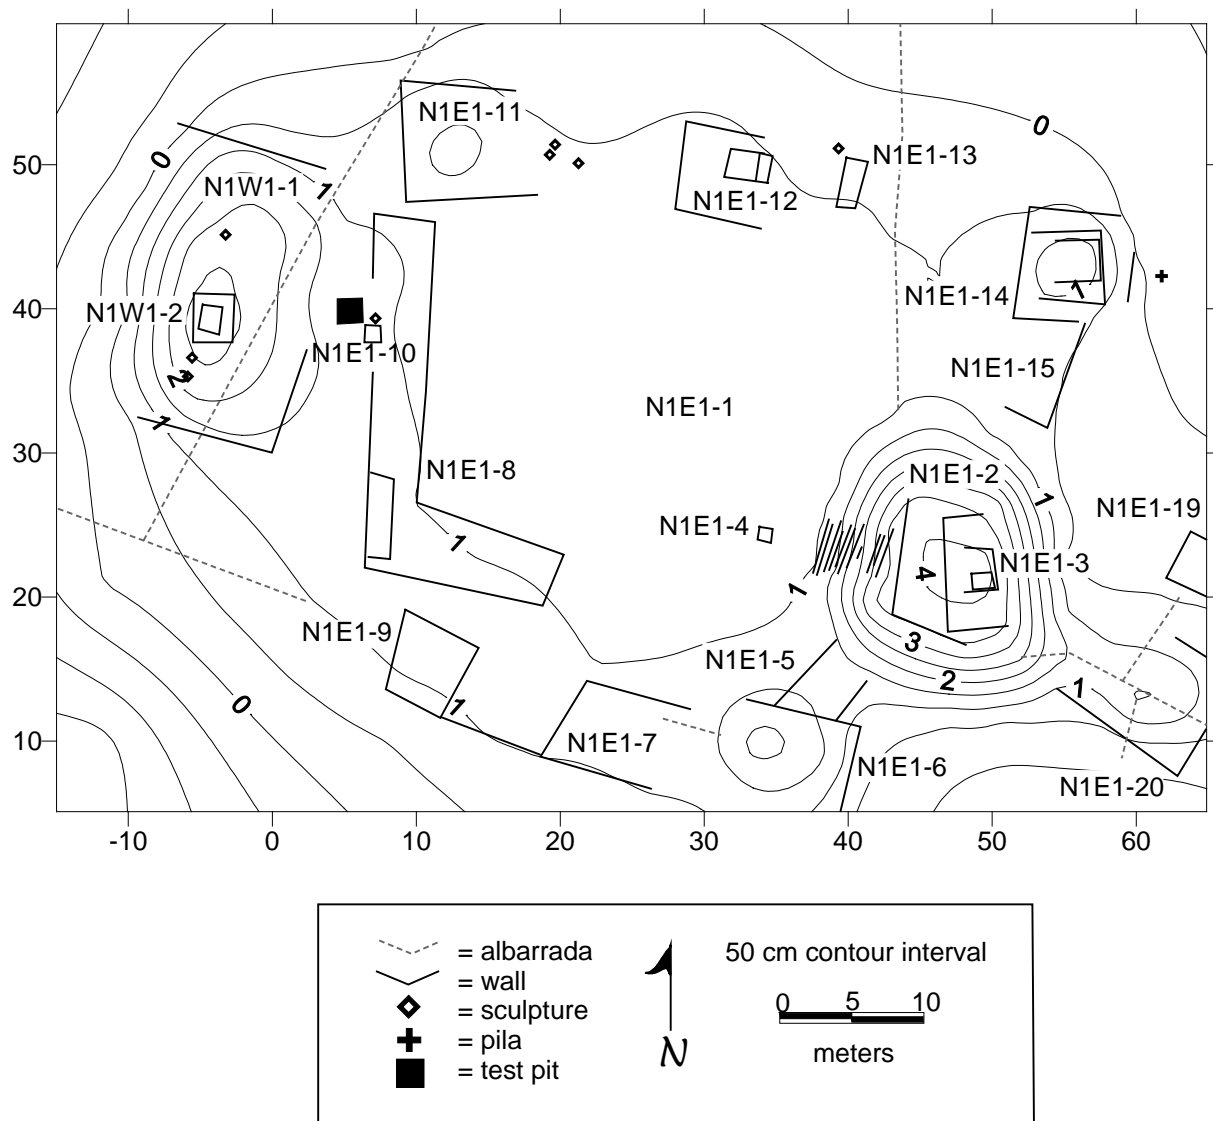 N1E1-11
0
50
0
N1E1-13
N1W1-1
1
N1E1-12
N1E1-14
1
40
N1W1-2
N1E1-10
N1E1-15
2
N1E1-1
1
30
N1E1-8
N1E1-2
1
N1E1-19
N1E1-4
1
N1E1-3
4
1
20
N1E1-9
3
N1E1-5
2
1
0
1
10
N1E1-7
N1E1-6
N1E1-20
-10 0 10 20 30 40 50 60
= albarrada
= wall
= sculpture
= pila
= test pit
N
50 cm contour interval
0 5 10
meters